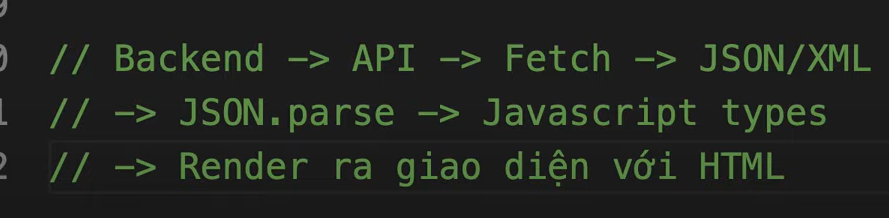 // Backend -> API -> Fetch -> JSON/XML
// -> JSON.parse -> Javascript types
// -> Render ra giao diện với HTML